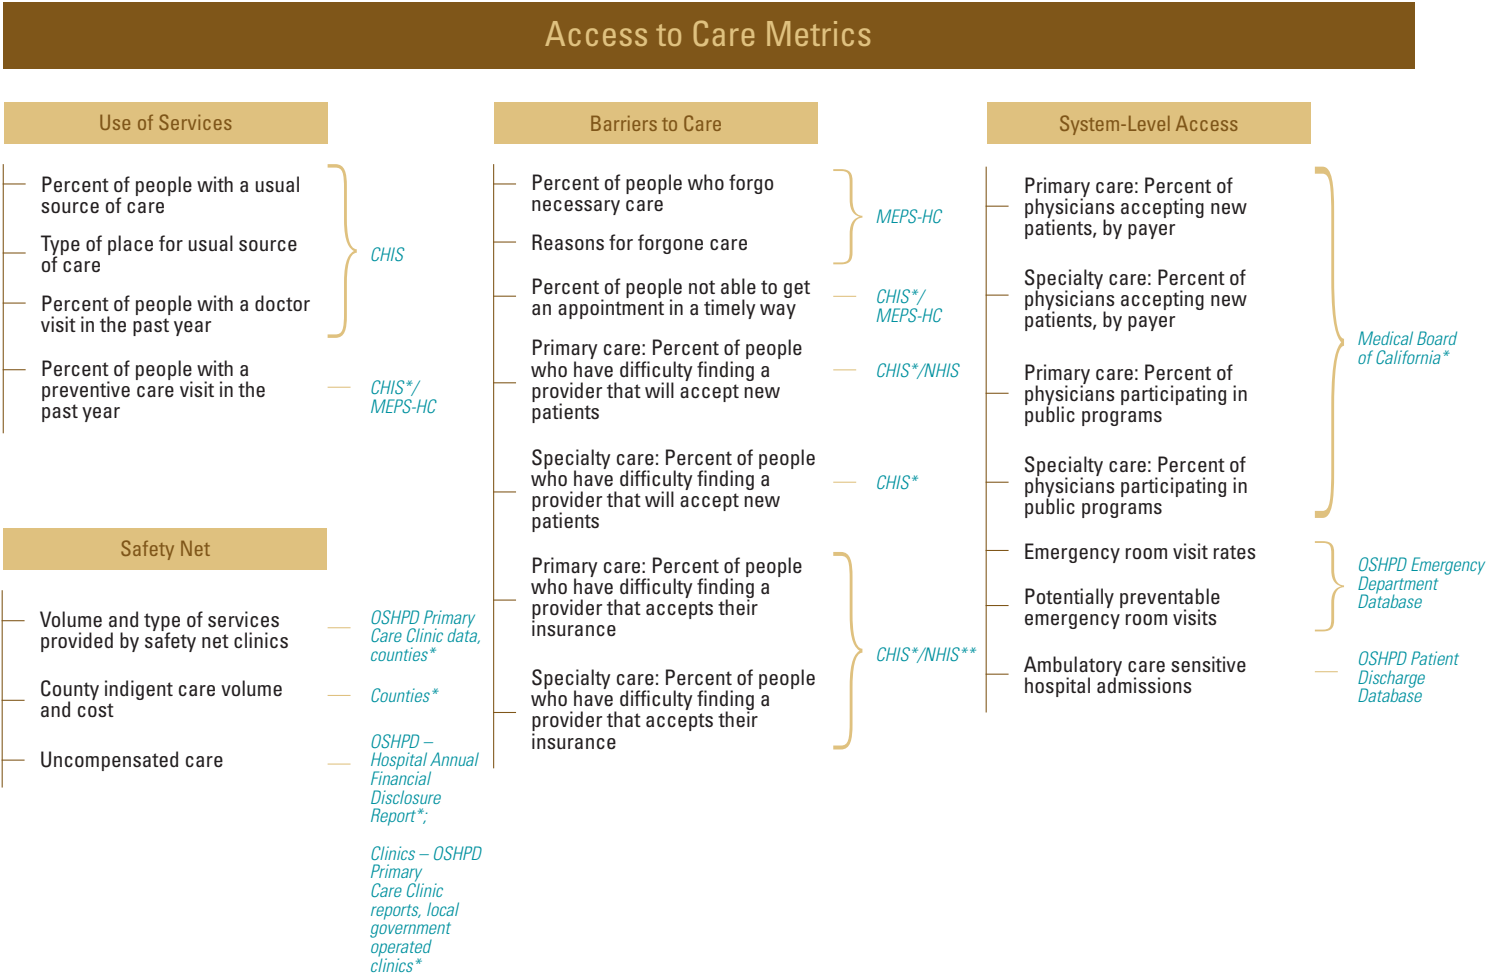 Access to Care Metrics
Use of Services
Percent of people with a usual
source of care
Type of place for usual source
of care
Percent of people with a doctor
visit in the past year
CHIS
Percent of people with a
preventive care visit in the
past year
CHIS*/
MEPS-HC
Safety Net
Volume and type of services
provided by safety net clinics
OSHPD Primary
Care Clinic data,
counties*
County indigent care volume
and cost
Counties*
Uncompensated care
OSHPD –
Hospital Annual
Financial
Disclosure
Report*;
Clinics – OSHPD
Primary
Care Clinic
reports, local
government
operated
clinics*
Barriers to Care
Percent of people who forgo
necessary care
Reasons for forgone care
MEPS-HC
Percent of people not able to get
an appointment in a timely way
CHIS*/
MEPS-HC
Primary care: Percent of people
who have difficulty finding a
provider that will accept new
patients
CHIS*/NHIS
Specialty care: Percent of people
who have difficulty finding a
provider that will accept new
patients
CHIS*
Primary care: Percent of people
who have difficulty finding a
provider that accepts their
insurance
Specialty care: Percent of people
who have difficulty finding a
provider that accepts their
insurance
CHIS*/NHIS**
System-Level Access
Primary care: Percent of
physicians accepting new
patients, by payer
Specialty care: Percent of
physicians accepting new
patients, by payer
Primary care: Percent of
physicians participating in
public programs
Specialty care: Percent of
physicians participating in
public programs
Medical Board
of California*
Emergency room visit rates
Potentially preventable
emergency room visits
OSHPD Emergency
Department
Database
Ambulatory care sensitive
hospital admissions
OSHPD Patient
Discharge
Database